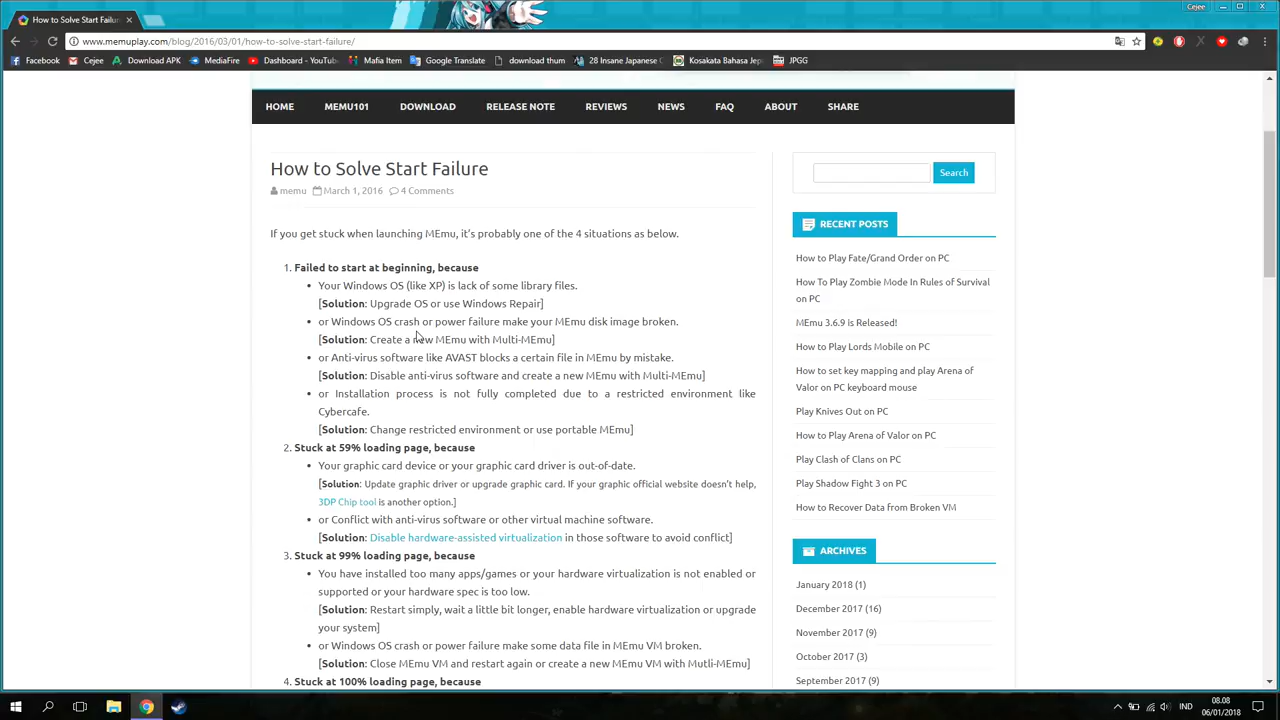 How to Solve Start Failur
Cejee
www.memuplay.com/blog/2016/03/01/how-to-solve-start-failure/
Facebook Cejee Download APK MediaFire Dashboard - YouTu Mafia Item Google Translate download thum 28 Insane Japanese C Kosakata Bahasa Jep JPGG
HOME MEMU101 DOWNLOAD RELEASE NOTE REVIEWS NEWS FAQ ABOUT SHARE
How to Solve Start Failure
memu March 1, 2016 4 Comments
If you get stuck when launching MEmu, it's probably one of the 4 situations as below.
1. Failed to start at beginning, because
• Your Windows OS (like XP) is lack of some library files.
[Solution: Upgrade OS or use Windows Repair]
• or Windows OS crash or power failure make your MEmu disk image broken.
[Solution: Create a new MEmu with Multi-MEmu]
• or Anti-virus software like AVAST blocks a certain file in MEmu by mistake.
[Solution: Disable anti-virus software and create a new MEmu with Multi-MEmu]
• or Installation process is not fully completed due to a restricted environment like
Cybercafe.
[Solution: Change restricted environment or use portable MEmu]
2. Stuck at 59% loading page, because
• Your graphic card device or your graphic card driver is out-of-date.
[Solution: Update graphic driver or upgrade graphic card. If your graphic official website doesn't help,
3DP Chip tool is another option.]
• or Conflict with anti-virus software or other virtual machine software.
[Solution: Disable hardware-assisted virtualization in those software to avoid conflict]
3. Stuck at 99% loading page, because
• You have installed too many apps/games or your hardware virtualization is not enabled or
supported or your hardware spec is too low.
[Solution: Restart simply, wait a little bit longer, enable hardware virtualization or upgrade
your system]
• or Windows OS crash or power failure make some data file in MEmu VM broken.
[Solution: Close MEmu VM and restart again or create a new MEmu VM with Mutli-MEmu]
4. Stuck at 100% loading page, because
Search
RECENT POSTS
How to Play Fate/Grand Order on PC
How To Play Zombie Mode In Rules of Survival
on PC
MEmu 3.6.9 Is Released!
How to Play Lords Mobile on PC
How to set key mapping and play Arena of
Valor on PC keyboard mouse
Play Knives Out on PC
How to Play Arena of Valor on PC
Play Clash of Clans on PC
Play Shadow Fight 3 on PC
How to Recover Data from Broken VM
ARCHIVES
January 2018 (1)
December 2017 (16)
November 2017 (9)
October 2017 (3)
September 2017 (9)
IND
08.08
06/01/2018